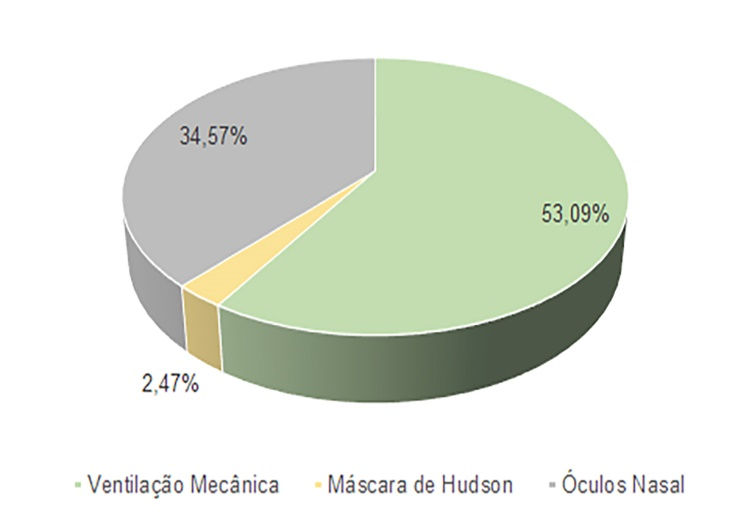 34,57%
53,09%
2,47%
Ventilação Mecânica Máscara de Hudson Óculos Nasal